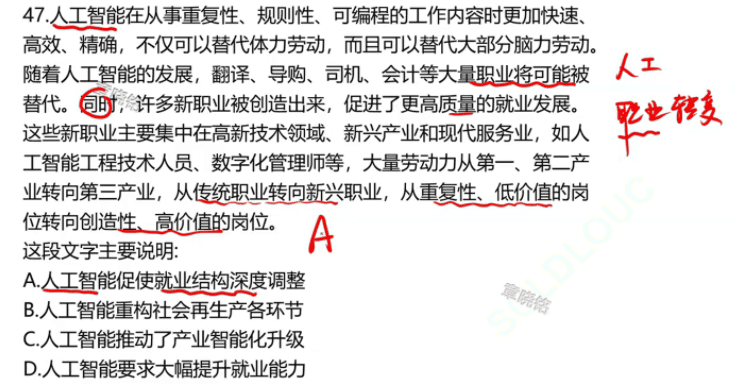 47.人工智能在从事重复性、规则性、可编程的工作内容时更加快速、
高效、精确，不仅可以替代体力劳动，而且可以替代大部分脑力劳动。
随着人工智能的发展，翻译、导购、司机、会计等大量职业将可能被
替代。同时，许多新职业被创造出来，促进了更高质量的就业发展。
这些新职业主要集中在高新技术领域、新兴产业和现代服务业，如人
工智能工程技术人员、数字化管理师等，大量劳动力从第一、第二产
业转向第三产业，从传统职业转向新兴职业，从重复性、低价值的岗
位转向创造性、高价值的岗位。
这段文字主要说明:
A.人工智能促使就业结构深度调整
B.人工智能重构社会再生产各环节
C.人工智能推动了产业智能化升级
D.人工智能要求大幅提升就业能力
人工
职业转变
A
章晓铭
章晓铭